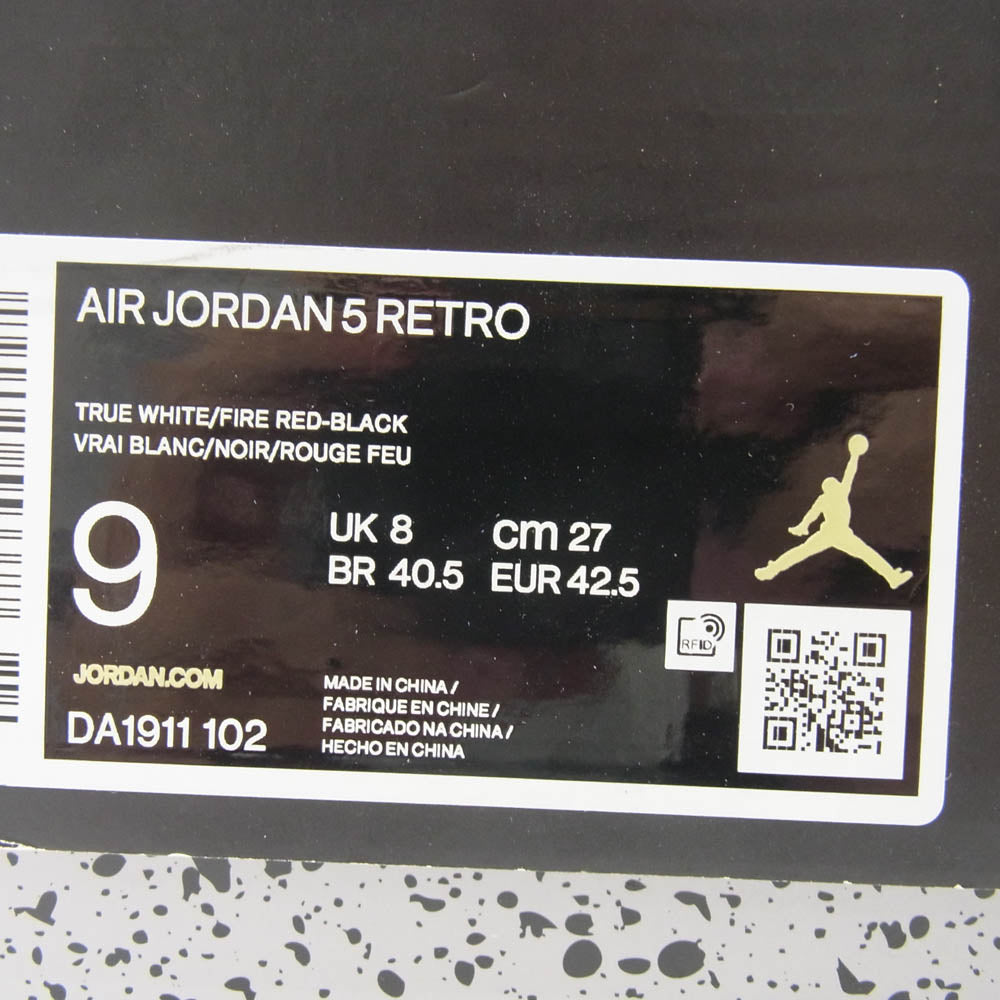 AIR JORDAN 5 RETRO
TRUE WHITE/FIRE RED-BLACK
VRAI BLANC/NOIR/ROUGE FEU
9
UK 8 cm 27
BR 40.5 EUR 42.5
RFID
JORDAN.COM
DA1911 102
MADE IN CHINA /
FABRIQUE EN CHINE /
FABRICADO NA CHINA /
HECHO EN CHINA